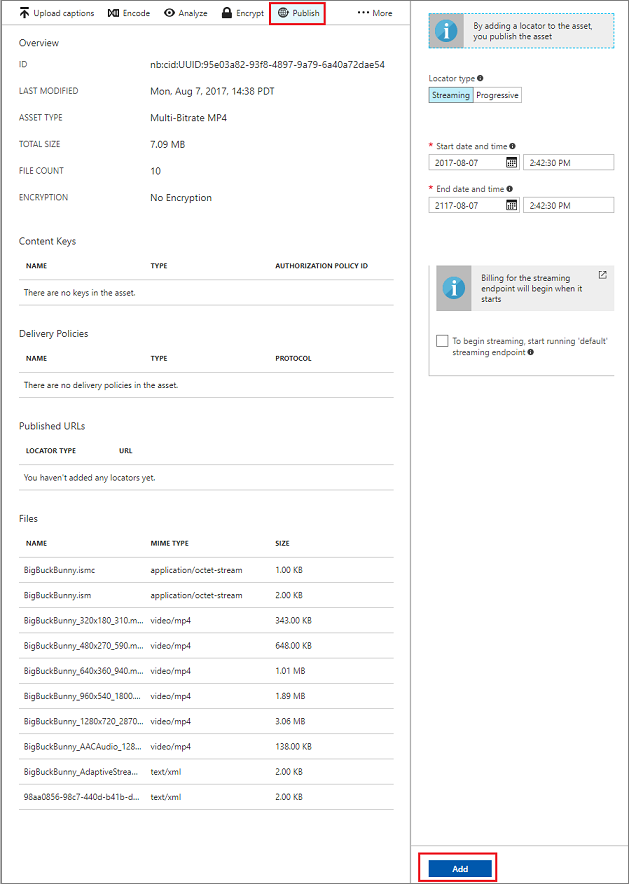 Upload captions Encode Analyze Encrypt Publish ••• More
Overview
ID nb:cid:UUID:95e03a82-93f8-4897-9a79-6a40a72dae54
LAST MODIFIED Mon, Aug 7, 2017, 14:38 PDT
ASSET TYPE Multi-Bitrate MP4
TOTAL SIZE 7.09 MB
FILE COUNT 10
ENCRYPTION No Encryption
Content Keys
NAME TYPE AUTHORIZATION POLICY ID
There are no keys in the asset.
Delivery Policies
NAME TYPE PROTOCOL
There are no delivery policies in the asset.
Published URLs
LOCATOR TYPE URL
You haven't added any locators yet.
Files
NAME MIME TYPE SIZE
BigBuckBunny.ismc application/octet-stream 1.00 KB
BigBuckBunny.ism application/octet-stream 2.00 KB
BigBuckBunny_320x180_310.m... video/mp4 343.00 KB
BigBuckBunny_480x270_590.m... video/mp4 648.00 KB
BigBuckBunny_640x360_940.m... video/mp4 1.01 MB
BigBuckBunny_960x540_1800.... video/mp4 1.89 MB
BigBuckBunny_1280x720_2870... video/mp4 3.06 MB
BigBuckBunny_AACAudio_128... video/mp4 138.00 KB
BigBuckBunny_AdaptiveStrea... text/xml 2.00 KB
98aa0856-98c7-440d-b41b-d... text/xml 2.00 KB
By adding a locator to the asset,
you publish the asset
Locator type
Streaming Progressive
* Start date and time
2017-08-07 2:42:30 PM
* End date and time
2117-08-07 2:42:30 PM
Billing for the streaming
endpoint will begin when it
starts
To begin streaming, start running 'default'
streaming endpoint
Add